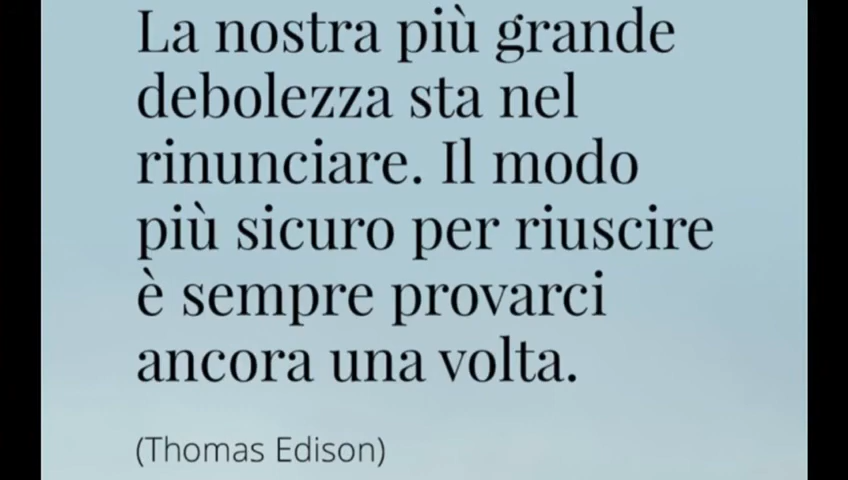 La nostra più grande
debolezza sta nel
rinunciare. Il modo
più sicuro per riuscire
è sempre provarci
ancora una volta.
(Thomas Edison)